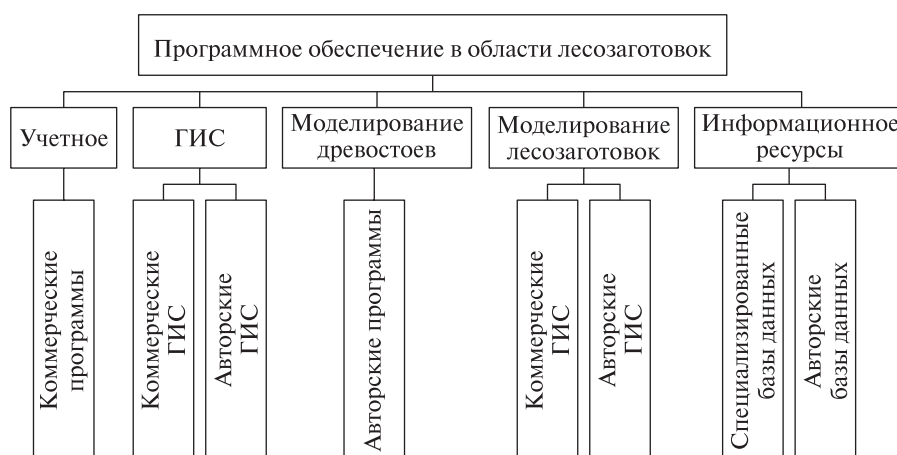 Программное обеспечение в области лесозаготовок
Учетное
ГИС
Моделирование
древостоев
Моделирование
лесозаготовок
Информационное
ресурсы
Коммерческие
программы
Коммерческие
ГИС
Авторские
ГИС
Авторские программы
Коммерческие
ГИС
Авторские
ГИС
Специализированные
базы данных
Авторские
базы данных